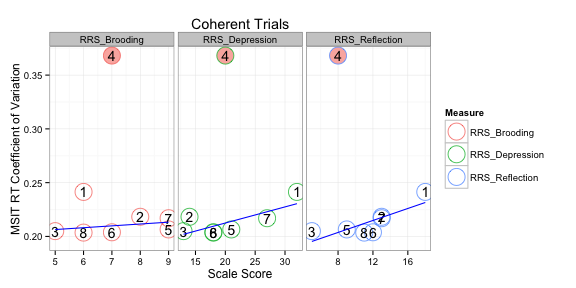 Coherent Trials
RRS_Brooding RRS_Depression RRS_Reflection
MSIT RT Coefficient of Variation
0.35
0.30
0.25
0.20
4
1
2
7
3
8
6
5
4
1
2
7
3
8
5
4
1
2
3
5
8
6
5 6 7 8 9
15 20 25 30
8 12 16
Scale Score
Measure
RRS_Brooding
RRS_Depression
RRS_Reflection